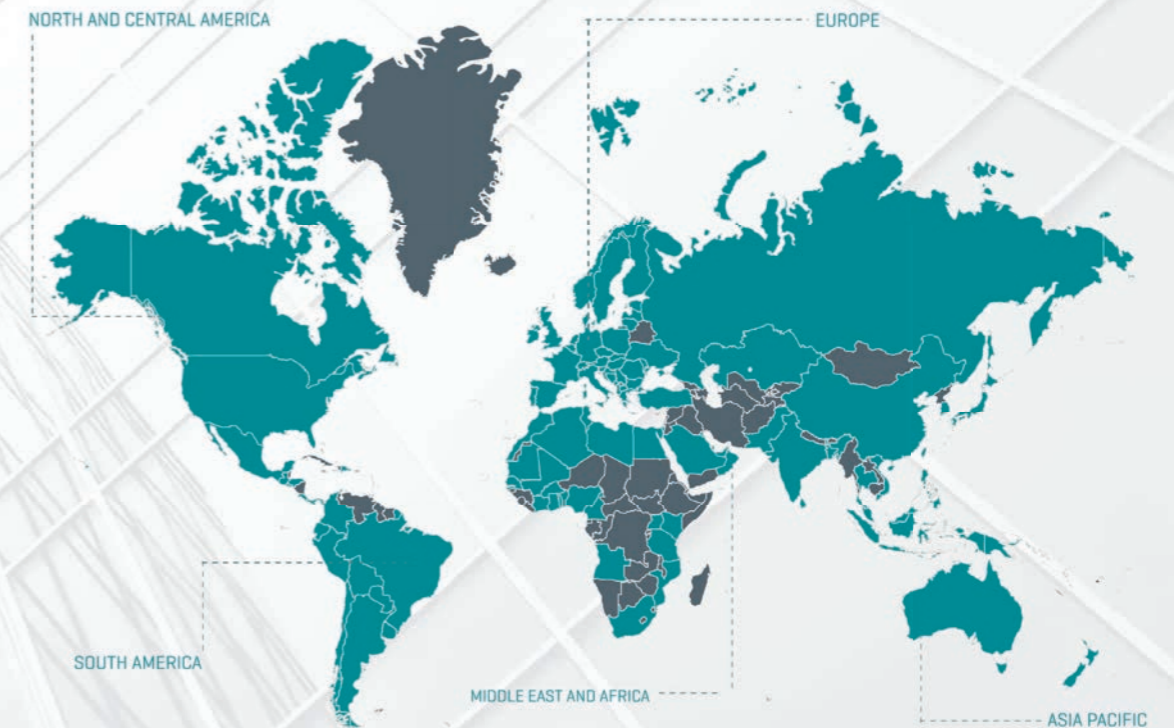 NORTH AND CENTRAL AMERICA
EUROPE
SOUTH AMERICA
MIDDLE EAST AND AFRICA
ASIA PACIFIC